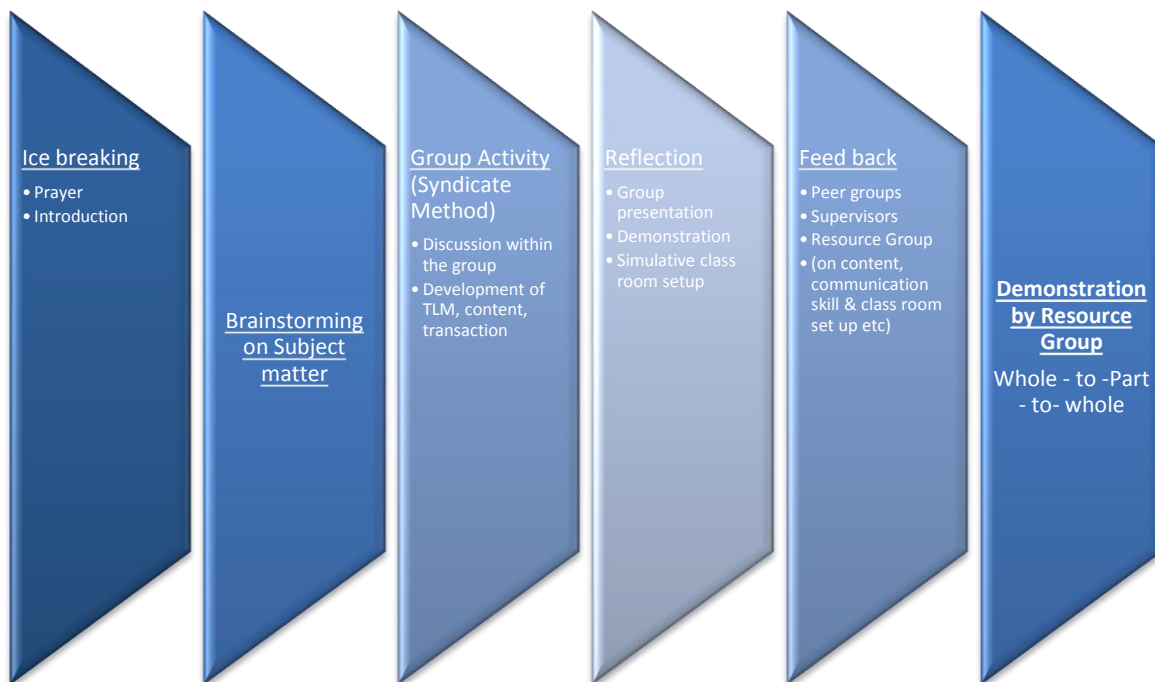 Ice breaking
• Prayer
• Introduction
Brainstorming
on Subject
matter
Group Activity
(Syndicate
Method)
• Discussion within
the group
• Development of
TLM, content,
transaction
Reflection
• Group
presentation
• Demonstration
• Simulative class
room setup
Feed back
• Peer groups
• Supervisors
• Resource Group
• (on content,
communication
skill & class room
set up etc)
Demonstration
by Resource
Group
Whole - to -Part
- to- whole